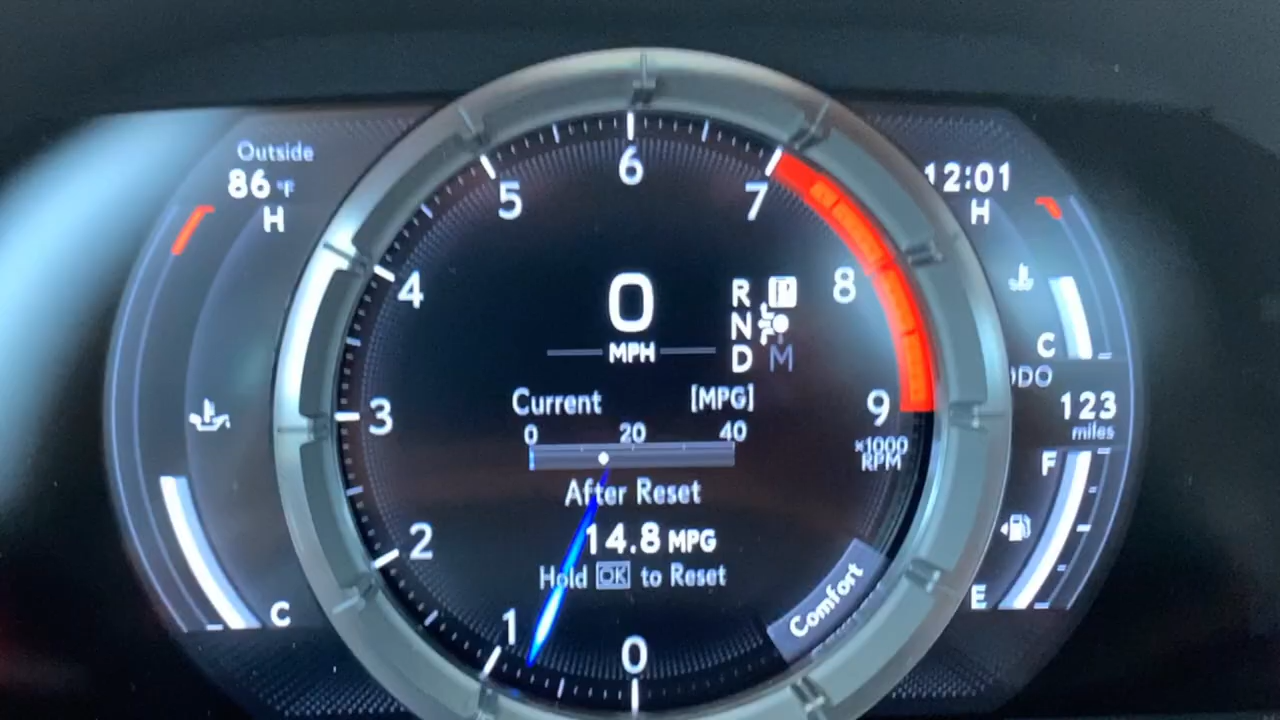 Outside
86 °F
H
C
0
1
2
3
4
5
6
7
8
9
×1000
RPM
0
MPH
R P
N
D M
Current [MPG]
0 20 40
After Reset
14.8 MPG
Hold OK to Reset
Comfort
12:01
H
C
ODO
123
miles
F
E